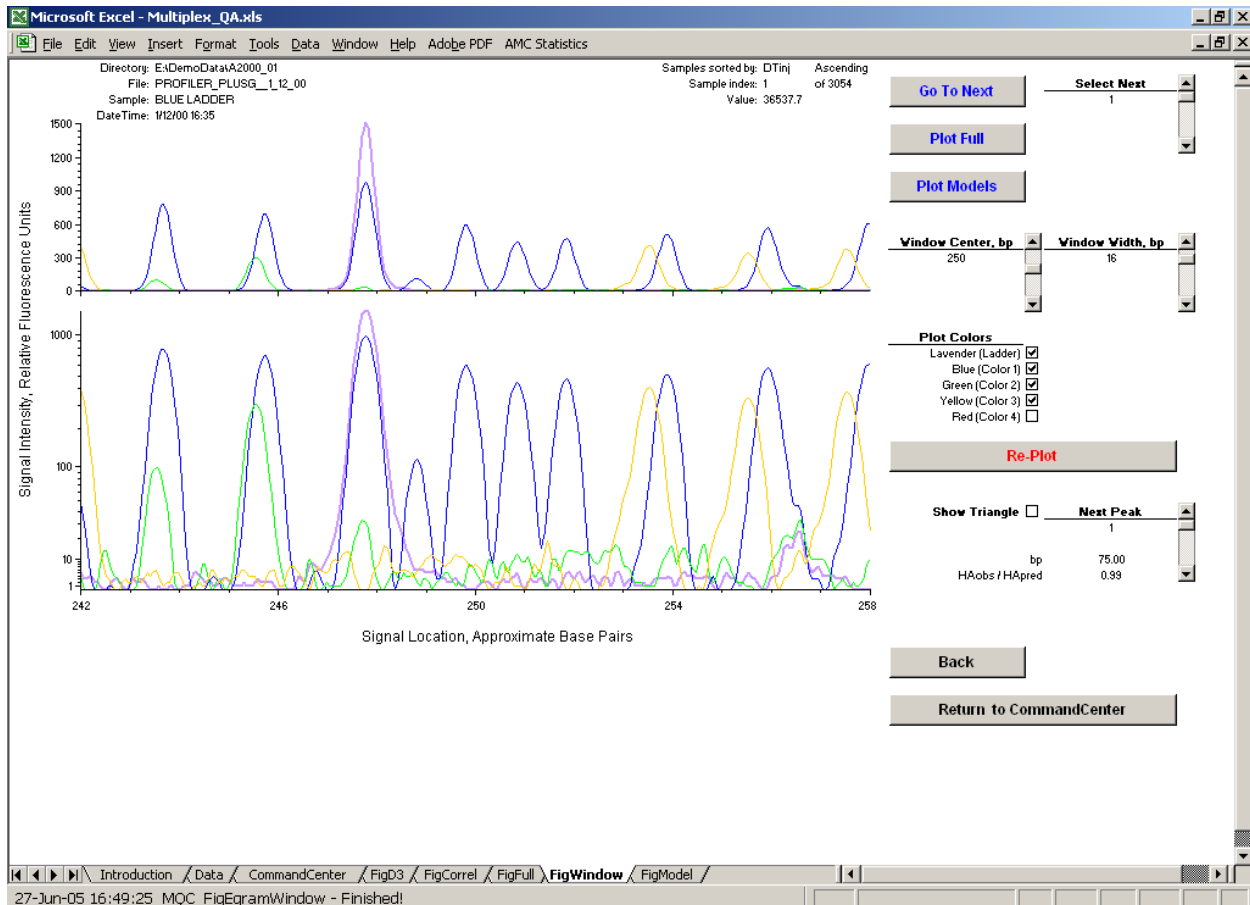 Microsoft Excel - Multiplex_QA.xls
File Edit View Insert Format Tools Data Window Help Adobe PDF AMC Statistics
Directory: E:\DemoData\A2000_01
File: PROFILER_PLUSG__1_12_00
Sample: BLUE LADDER
DateTime: 1/12/00 16:35
Samples sorted by: DTinj Ascending
Sample index: 1 of 3054
Value: 36537.7
Go To Next
Select Next
1
Plot Full
Plot Models
Window Center, bp
250
Window Width, bp
16
Plot Colors
Lavender (Ladder)
Blue (Color 1)
Green (Color 2)
Yellow (Color 3)
Red (Color 4)
Re-Plot
Show Triangle
Next Peak
1
bp 75.00
HAobs / HApred 0.99
Back
Return to CommandCenter
Signal Intensity, Relative Fluorescence Units
1500
1200
900
600
300
0
1000
100
10
1
242 246 250 254 258
Signal Location, Approximate Base Pairs
Introduction Data CommandCenter FigD3 FigCorrel FigFull FigWindow FigModel
27-Jun-05 16:49:25 MQC_FigEgramWindow - Finished!